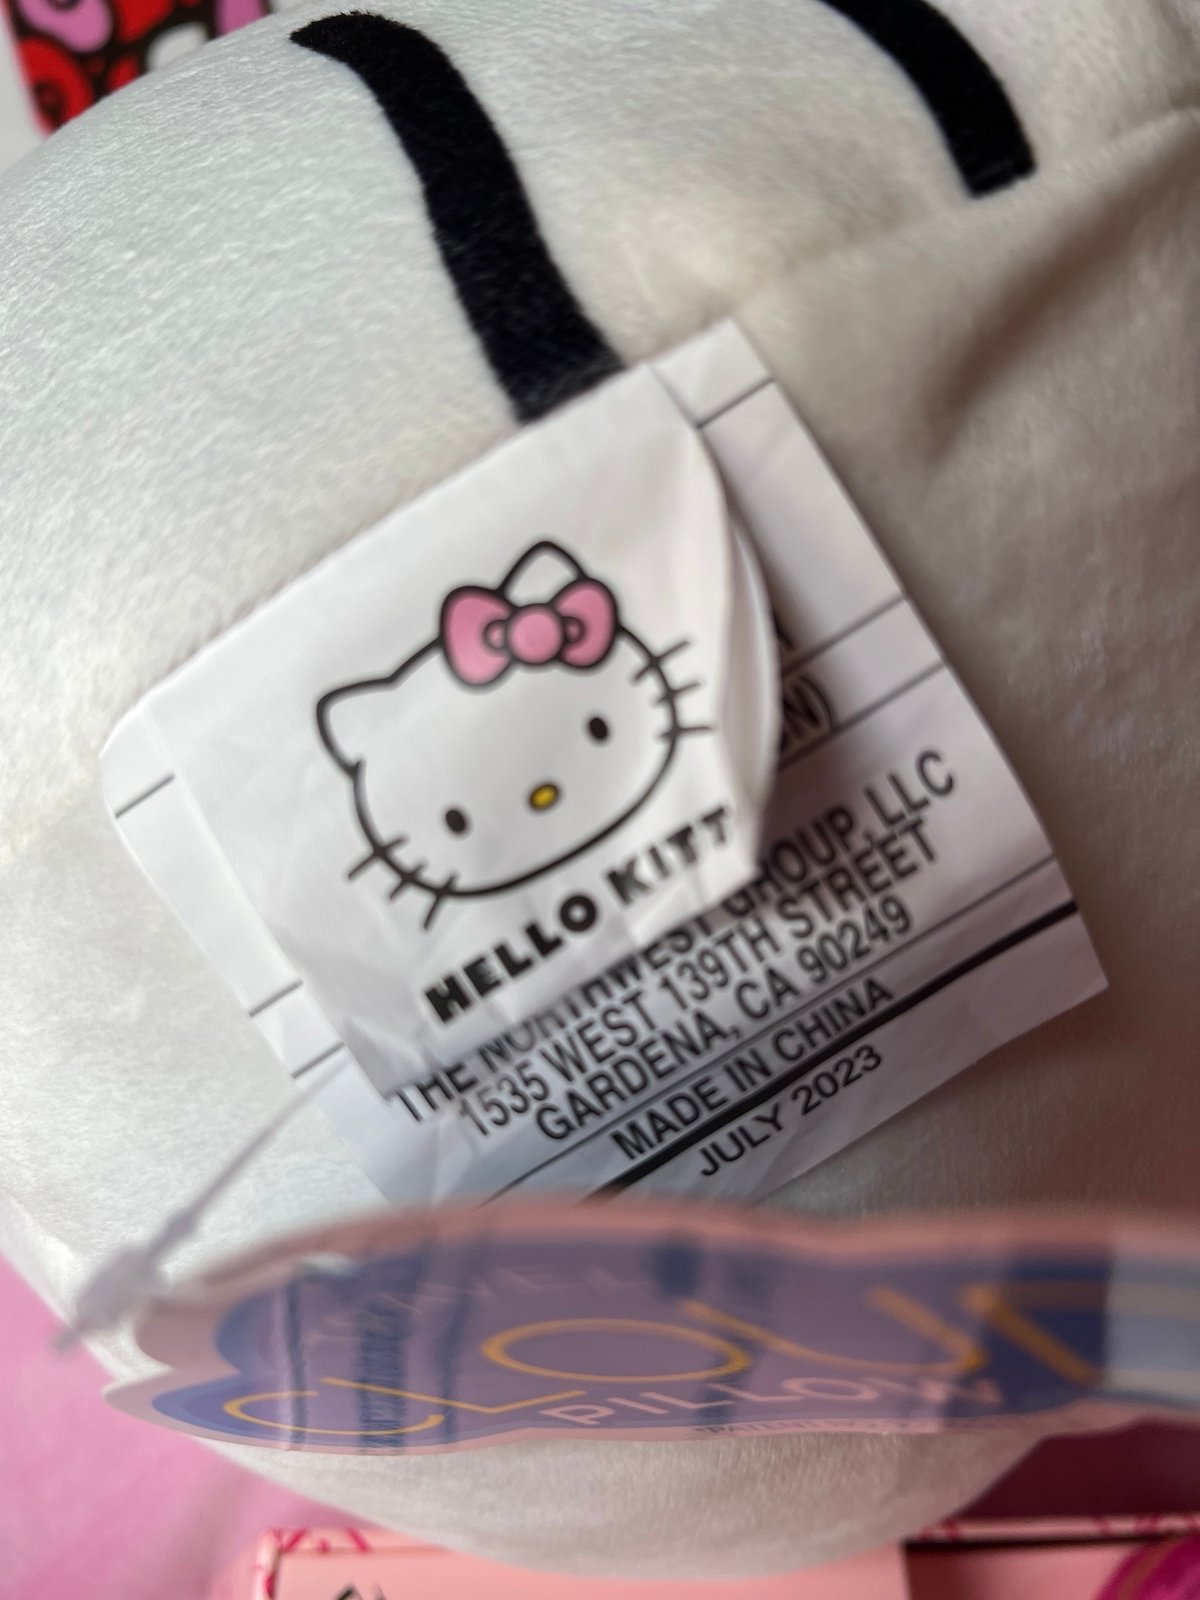 HELLO KITT
THE NORTHWEST GROUP, LLC
1535 WEST 139TH STREET
GARDENA, CA 90249
MADE IN CHINA
JULY 2023
TRAVEL
CLOUD
PILLOW